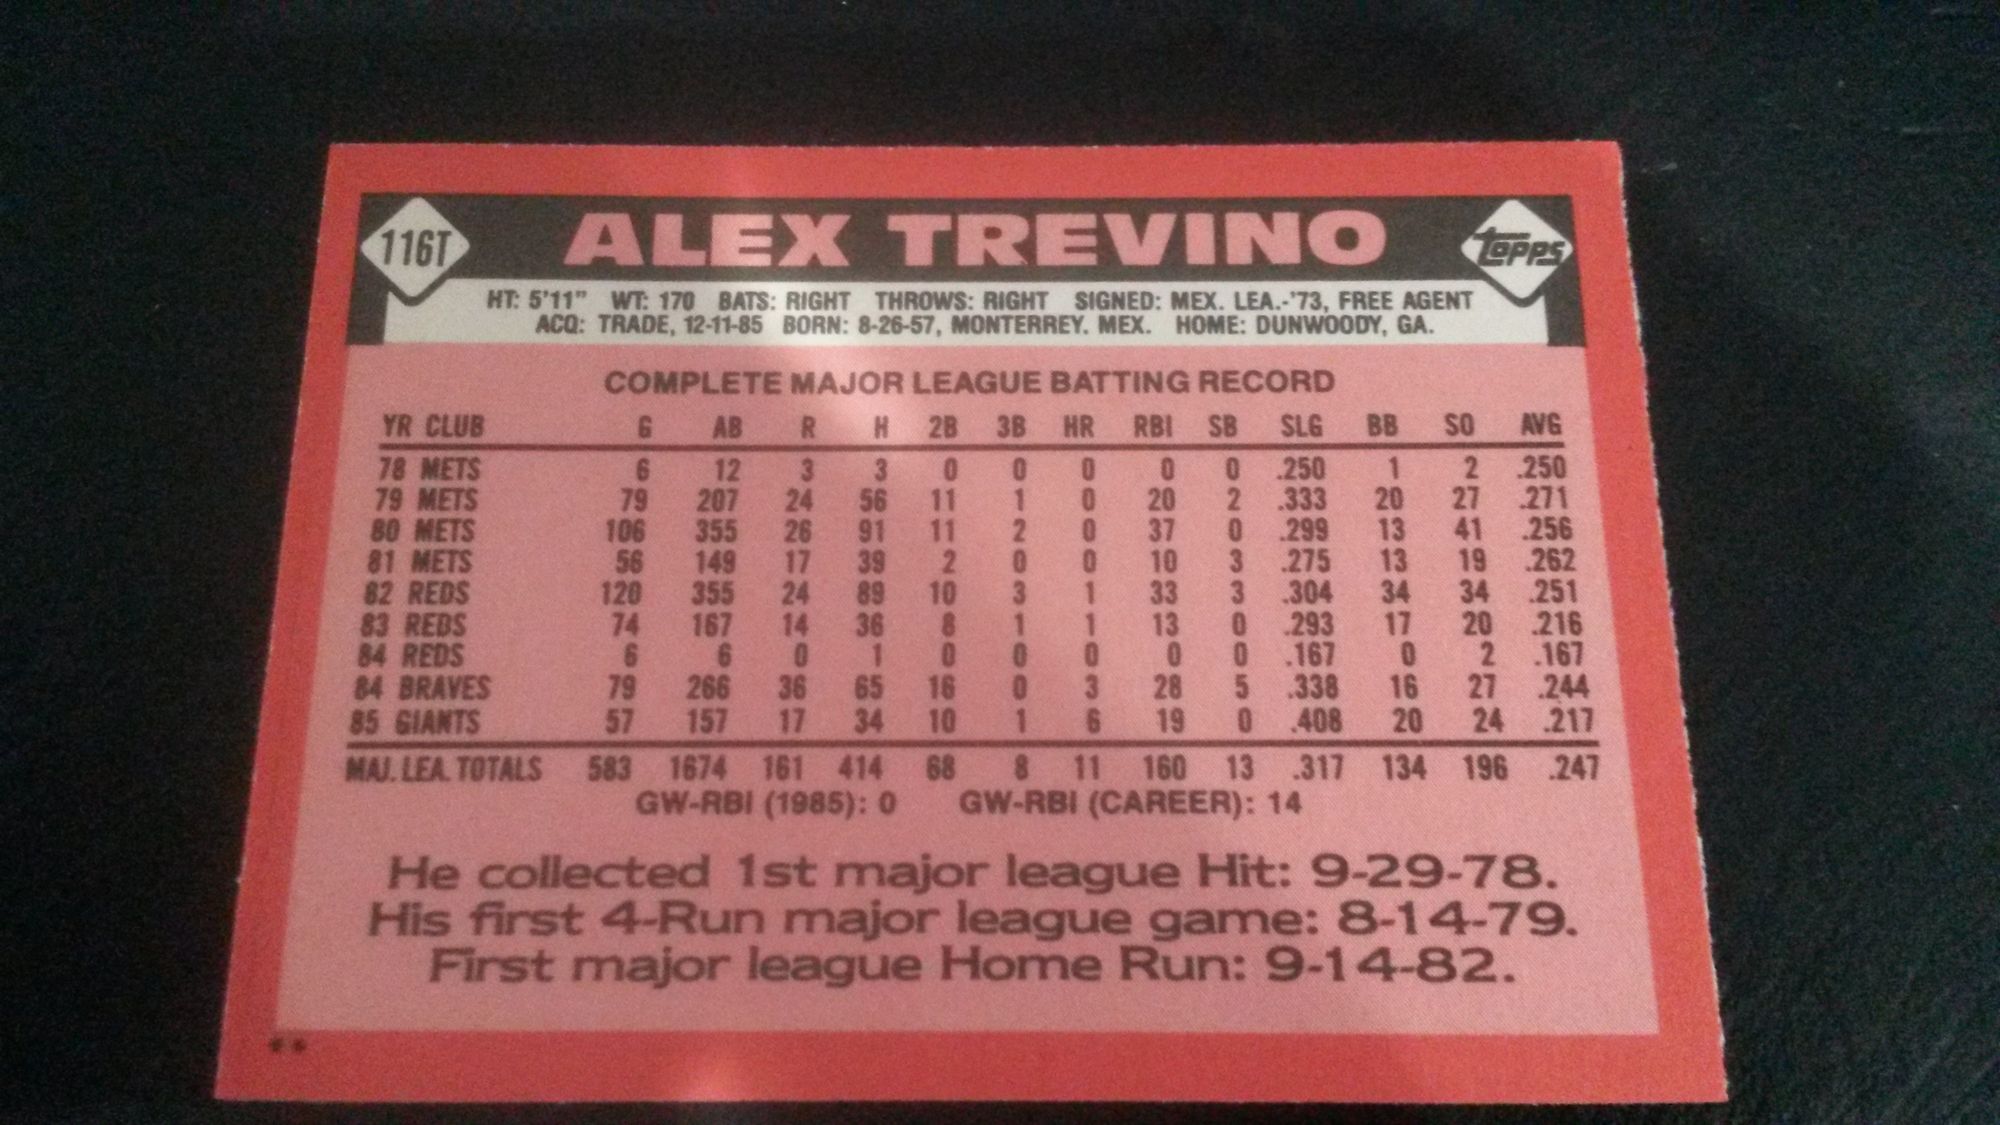 116T ALEX TREVINO TOPPS
HT: 5'11" WT: 170 BATS: RIGHT THROWS: RIGHT SIGNED: MEX. LEA.-'73, FREE AGENT
ACQ: TRADE, 12-11-85 BORN: 8-26-57, MONTERREY. MEX. HOME: DUNWOODY, GA.
COMPLETE MAJOR LEAGUE BATTING RECORD
YR CLUB G AB R H 2B 3B HR RBI SB SLG BB SO AVG
78 METS 6 12 3 3 0 0 0 0 0 .250 1 2 .250
79 METS 79 207 24 56 11 1 0 20 2 .333 20 27 .271
80 METS 106 355 26 91 11 2 0 37 0 .299 13 41 .256
81 METS 56 149 17 39 2 0 0 10 3 .275 13 19 .262
82 REDS 120 355 24 89 10 3 1 33 3 .304 34 34 .251
83 REDS 74 167 14 36 8 1 1 13 0 .293 17 20 .216
84 REDS 6 6 0 1 0 0 0 0 0 .167 0 2 .167
84 BRAVES 79 266 36 65 16 0 3 28 5 .338 16 27 .244
85 GIANTS 57 157 17 34 10 1 6 19 0 .408 20 24 .217
MAJ. LEA. TOTALS 583 1674 161 414 68 8 11 160 13 .317 134 196 .247
GW-RBI (1985): 0 GW-RBI (CAREER): 14
He collected 1st major league Hit: 9-29-78.
His first 4-Run major league game: 8-14-79.
First major league Home Run: 9-14-82.
**